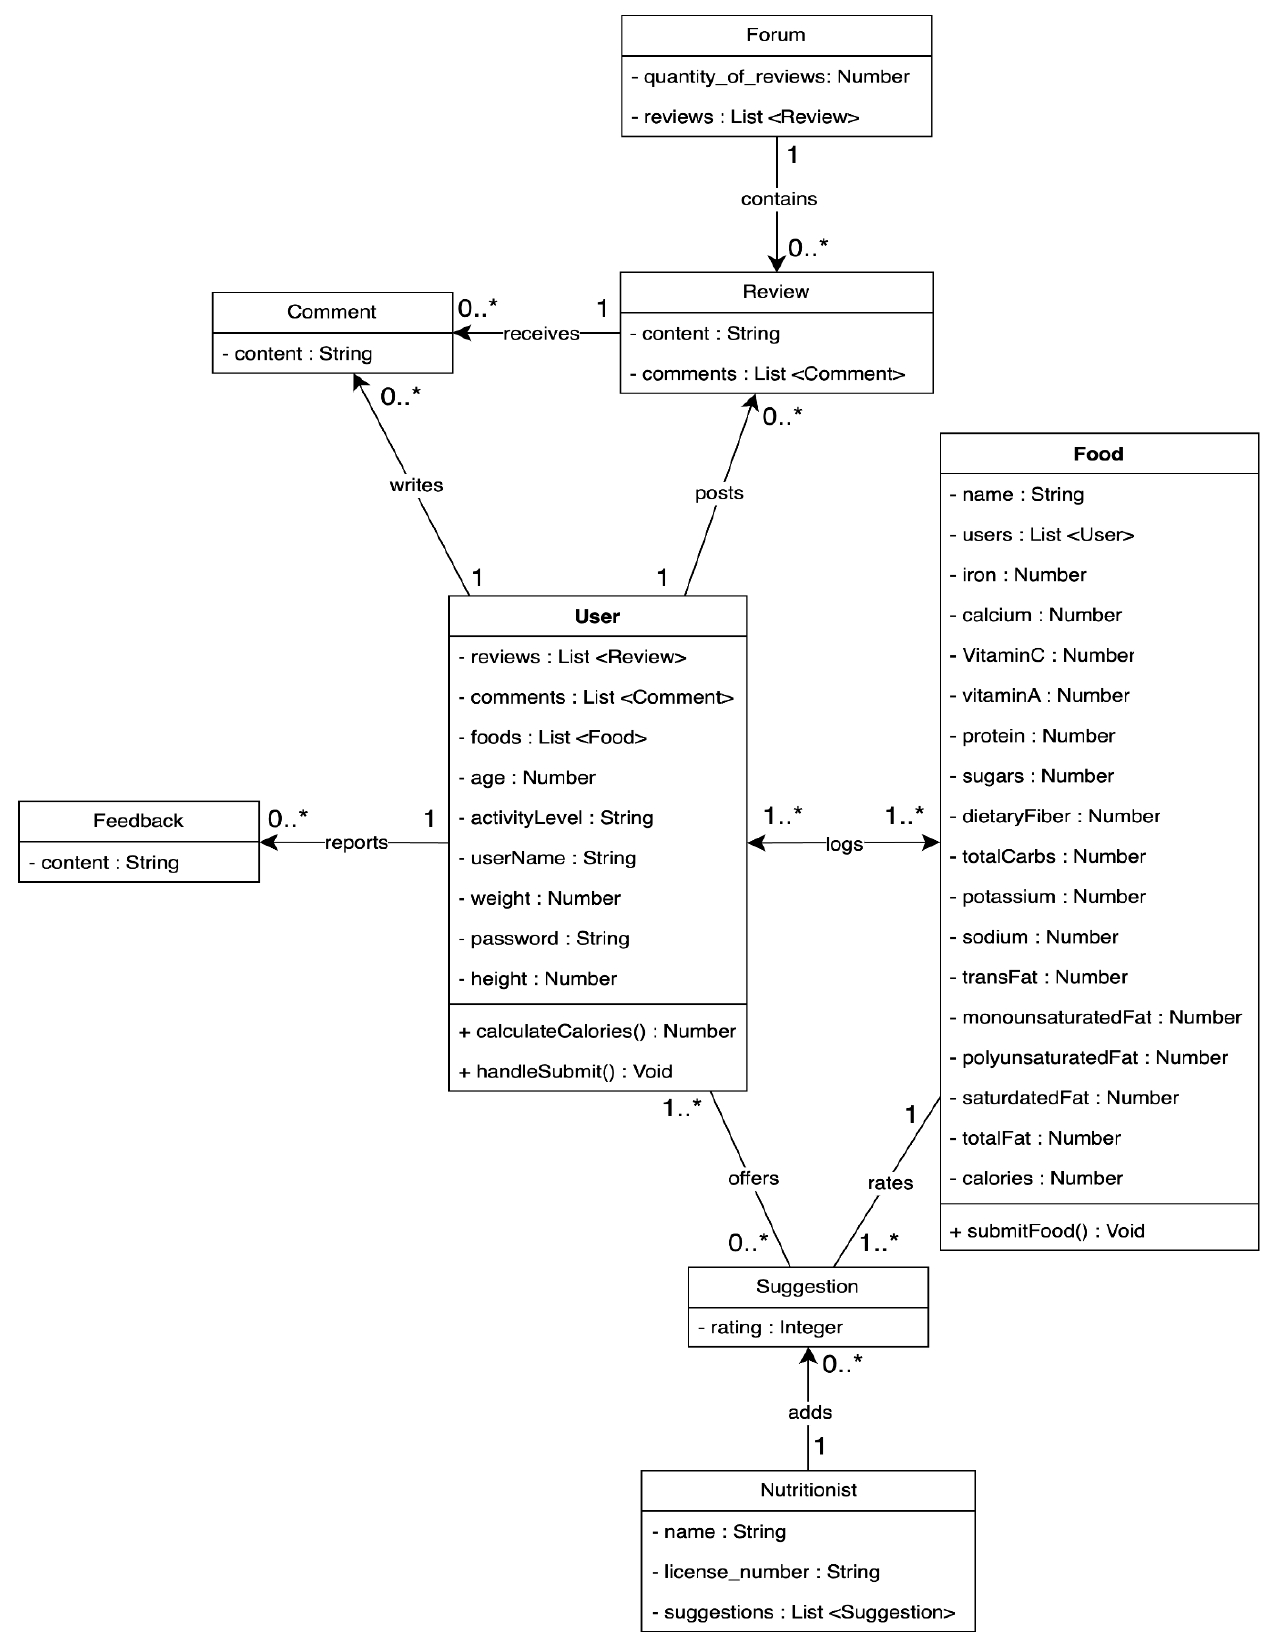 Forum
- quantity_of_reviews: Number
- reviews : List <Review>
1
contains
0..*
Review
- content : String
- comments : List <Comment>
1
receives
0..*
Comment
- content : String
0..*
writes
1
0..*
posts
1
User
- reviews : List <Review>
- comments : List <Comment>
- foods : List <Food>
- age : Number
- activityLevel : String
- userName : String
- weight : Number
- password : String
- height : Number
+ calculateCalories() : Number
+ handleSubmit() : Void
Feedback
- content : String
0..*
reports
1
1..*
logs
1..*
Food
- name : String
- users : List <User>
- iron : Number
- calcium : Number
- VitaminC : Number
- vitaminA : Number
- protein : Number
- sugars : Number
- dietaryFiber : Number
- totalCarbs : Number
- potassium : Number
- sodium : Number
- transFat : Number
- monounsaturatedFat : Number
- polyunsaturatedFat : Number
- saturdatedFat : Number
- totalFat : Number
- calories : Number
+ submitFood() : Void
1..*
offers
0..*
1
rates
1..*
Suggestion
- rating : Integer
0..*
adds
1
Nutritionist
- name : String
- license_number : String
- suggestions : List <Suggestion>